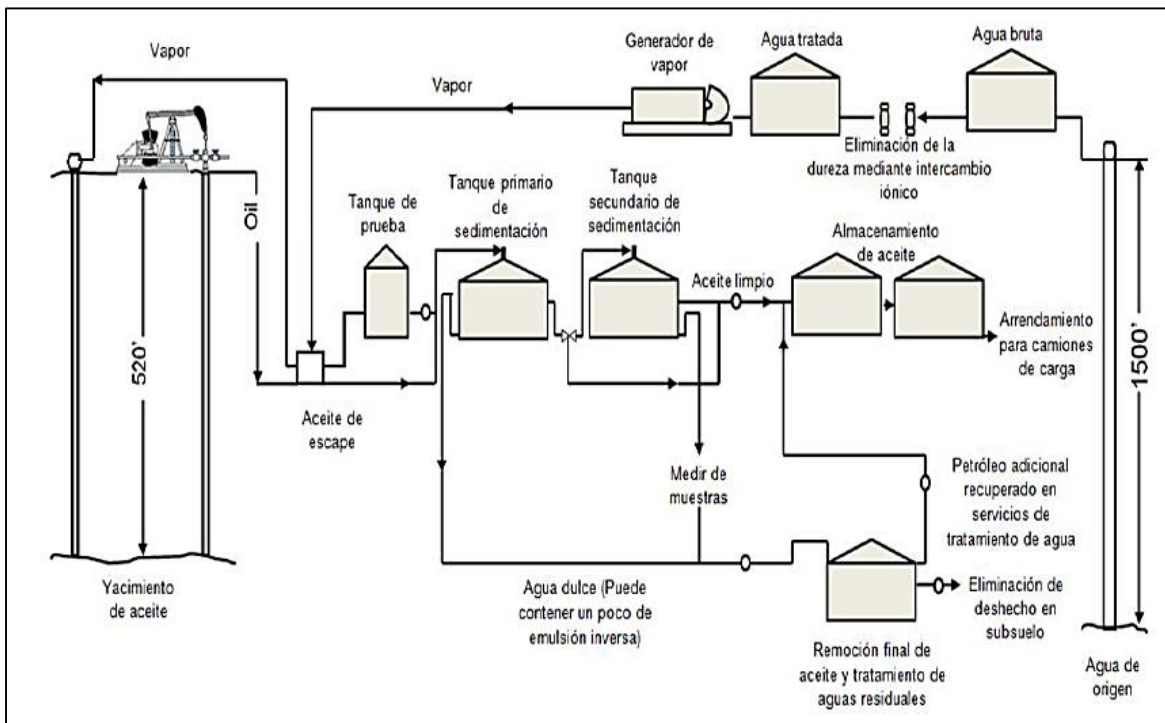 Vapor
Generador de
vapor
Agua tratada
Agua bruta
Vapor
Eliminación de la
dureza mediante intercambio
iónico
Oil
520'
Tanque de
prueba
Tanque primario
de
sedimentación
Tanque
secundario de
sedimentación
Almacenamiento
de aceite
Aceite limpio
Arrendamiento
para camiones
de carga
1500'
Aceite de
escape
Medir de
muestras
Petróleo adicional
recuperado en
servicios de
tratamiento de agua
Yacimiento
de aceite
Agua dulce (Puede
contener un poco de
emulsión inversa)
Eliminación de
deshecho en
subsuelo
Remoción final de
aceite y tratamiento de
aguas residuales
Agua de
origen